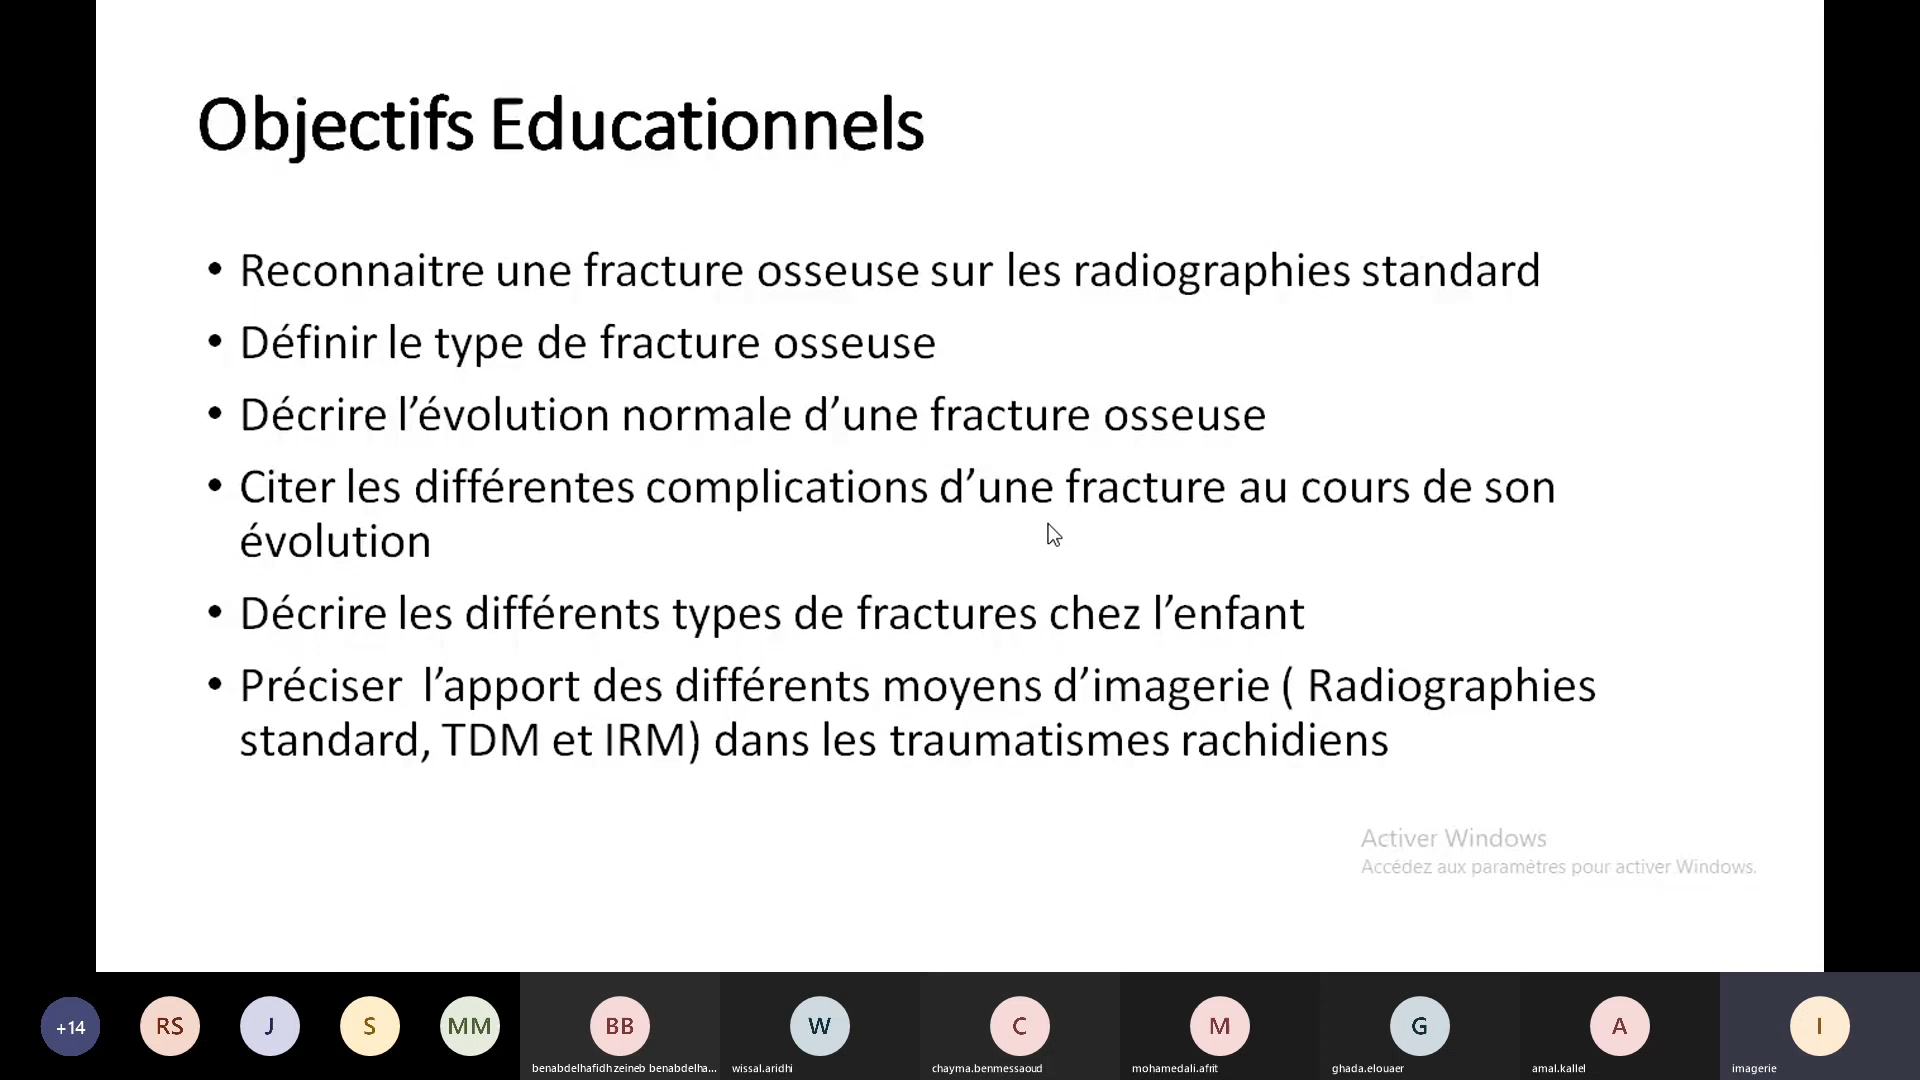 Objectifs Educationnels
• Reconnaitre une fracture osseuse sur les radiographies standard
• Définir le type de fracture osseuse
• Décrire l’évolution normale d’une fracture osseuse
• Citer les différentes complications d’une fracture au cours de son
évolution
• Décrire les différents types de fractures chez l’enfant
• Préciser l’apport des différents moyens d’imagerie ( Radiographies
standard, TDM et IRM) dans les traumatismes rachidiens
Activer Windows
Accédez aux paramètres pour activer Windows.
+14 RS J S MM BB W C M G A I
benabdelhafidhzeineb benabdelha... wissal.aridhi chayma.benmessaoud mohamedali.afrit ghada.elouaer amal.kallel imagerie